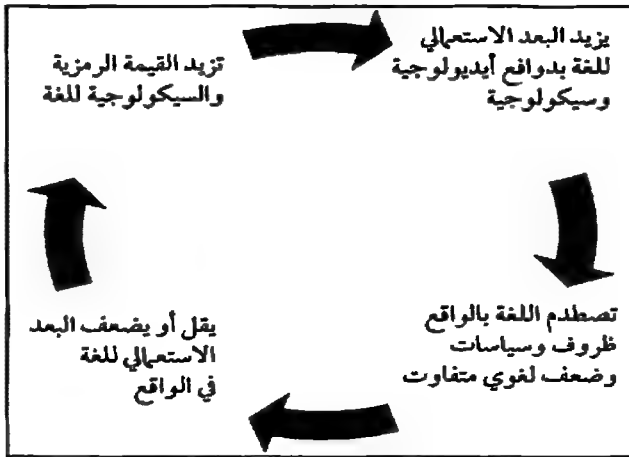 يزيد البعد الاستعمالي
للغة بدوافع أيديولوجية
وسيكولوجية
تصطدم اللغة بالواقع
ظروف وسياسات
وضعف لغوي متفاوت
يقل أو يضعف البعد
الاستعمالي للغة
في الواقع
تزيد القيمة الرمزية
والسيكولوجية للغة